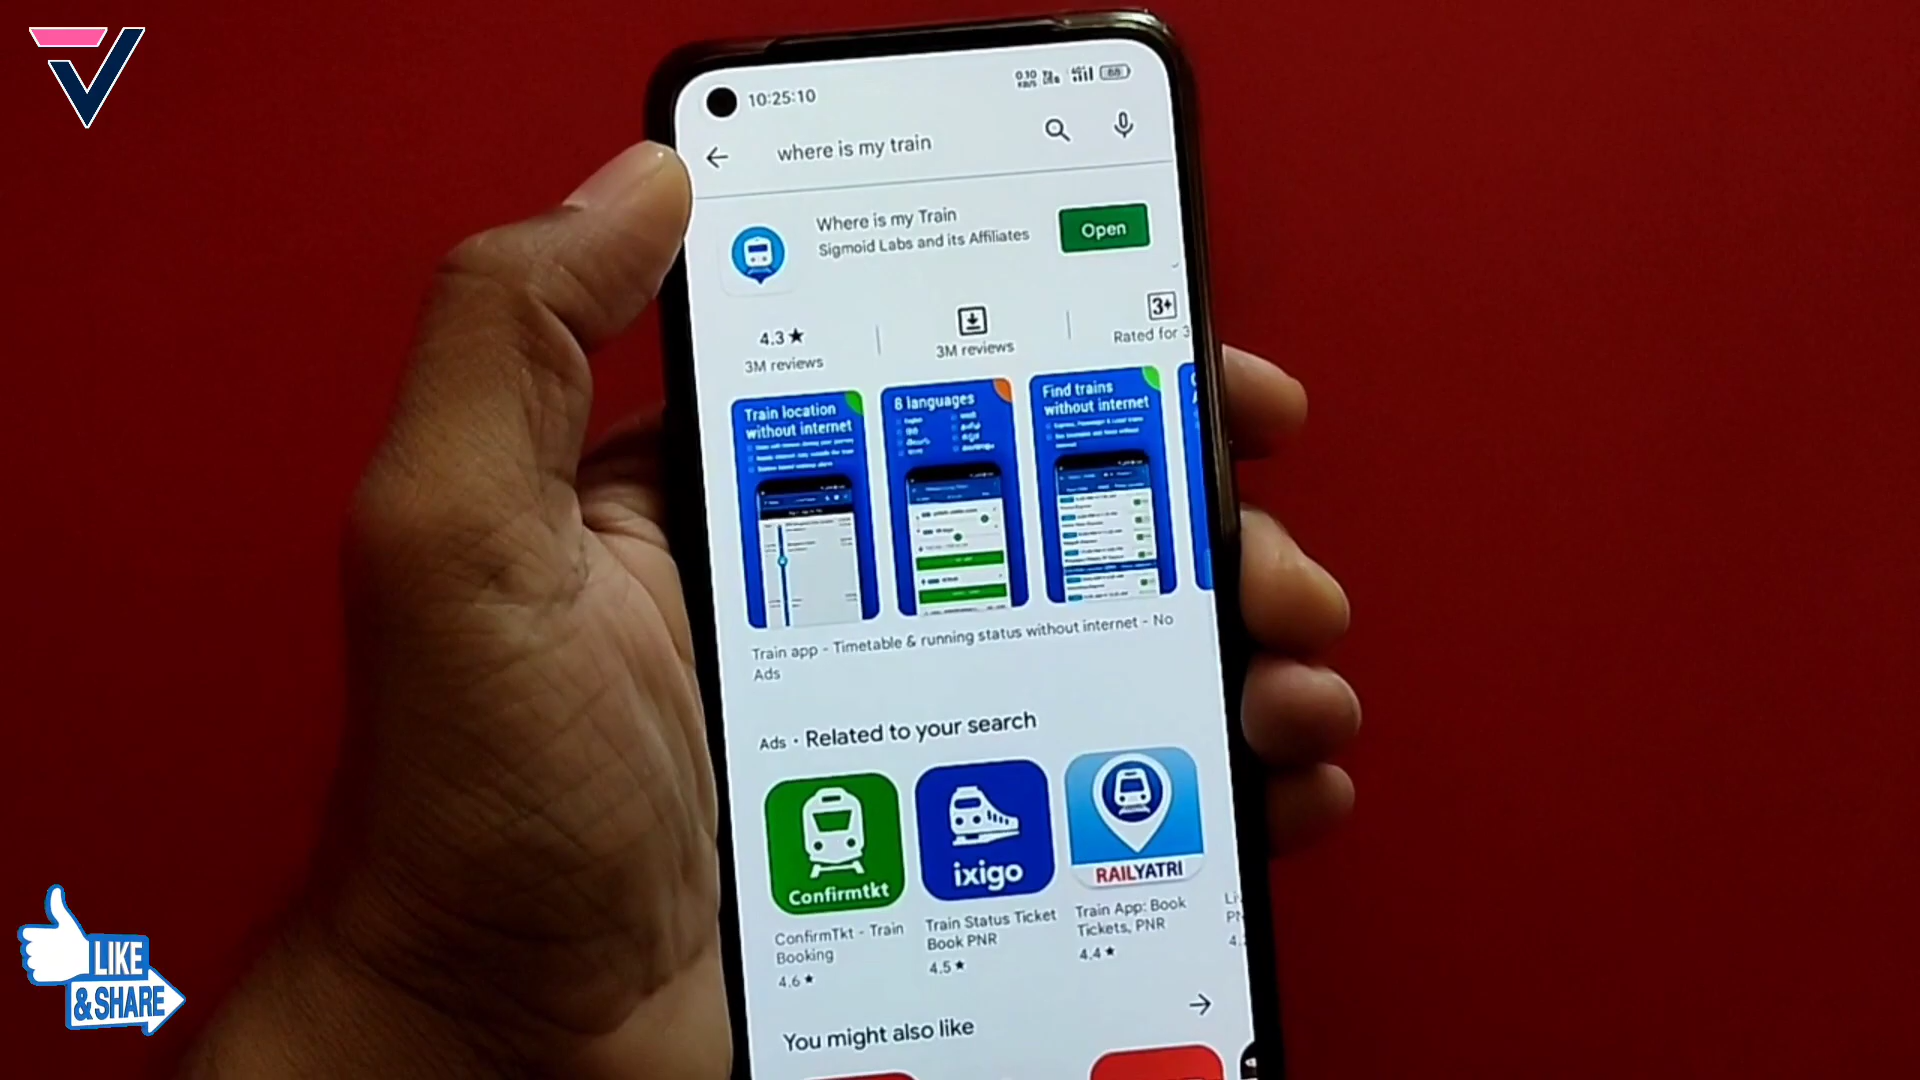 10:25:10
0.10
KB/S
68
where is my train
Where is my Train
Sigmoid Labs and its Affiliates
Open
4.3 ★
3M reviews
3M reviews
3+
Rated for 3
Train location
without internet
8 languages
Find trains
without internet
Train app - Timetable & running status without internet - No
Ads
Ads · Related to your search
Confirmtkt
ixigo
RAILYATRI
ConfirmTkt - Train
Booking
4.6 ★
Train Status Ticket
Book PNR
4.5 ★
Train App: Book
Tickets, PNR
4.4 ★
You might also like
LIKE
& SHARE